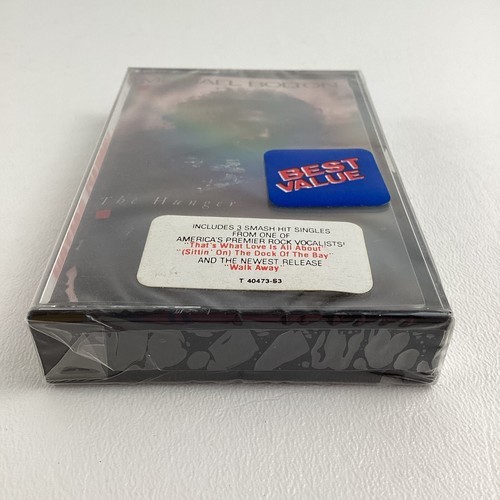 BOLTON
The Hunger
BEST
VALUE
INCLUDES 3 SMASH HIT SINGLES
FROM ONE OF
AMERICA'S PREMIER ROCK VOCALISTS!
"That's What Love Is All About"
"(Sittin' On) The Dock Of The Bay"
AND THE NEWEST RELEASE
"Walk Away"
T 40473-S3